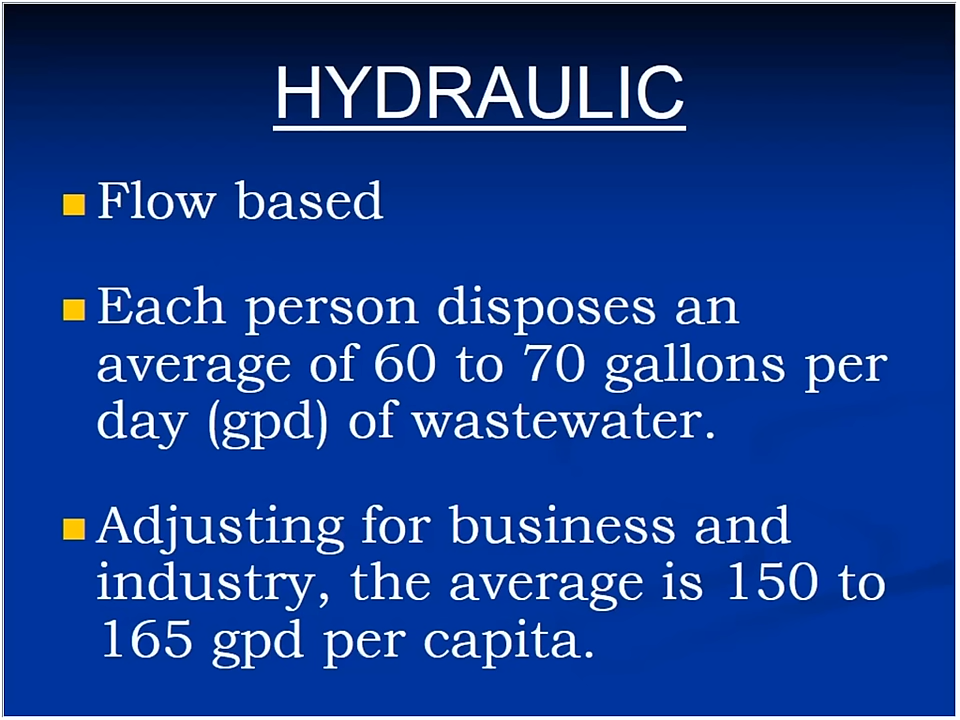 HYDRAULIC
Flow based
Each person disposes an
average of 60 to 70 gallons per
day (gpd) of wastewater.
Adjusting for business and
industry, the average is 150 to
165 gpd per capita.